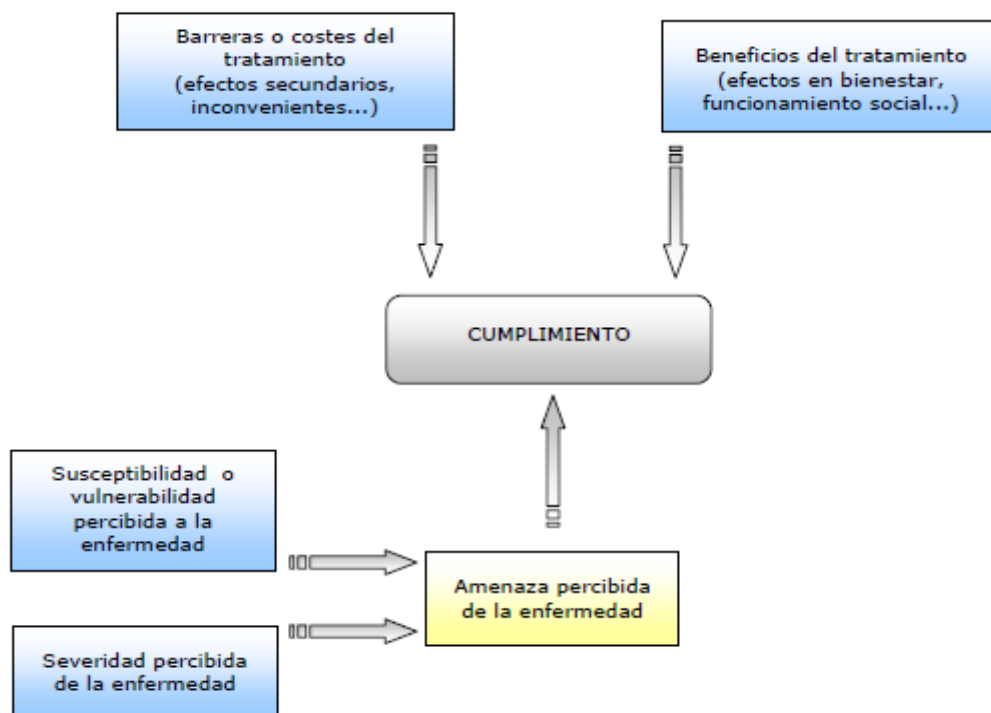 Barreras o costes del
tratamiento
(efectos secundarios,
inconvenientes...)
Beneficios del tratamiento
(efectos en bienestar,
funcionamiento social...)
CUMPLIMIENTO
Susceptibilidad o
vulnerabilidad
percibida a la
enfermedad
Amenaza percibida
de la enfermedad
Severidad percibida
de la enfermedad